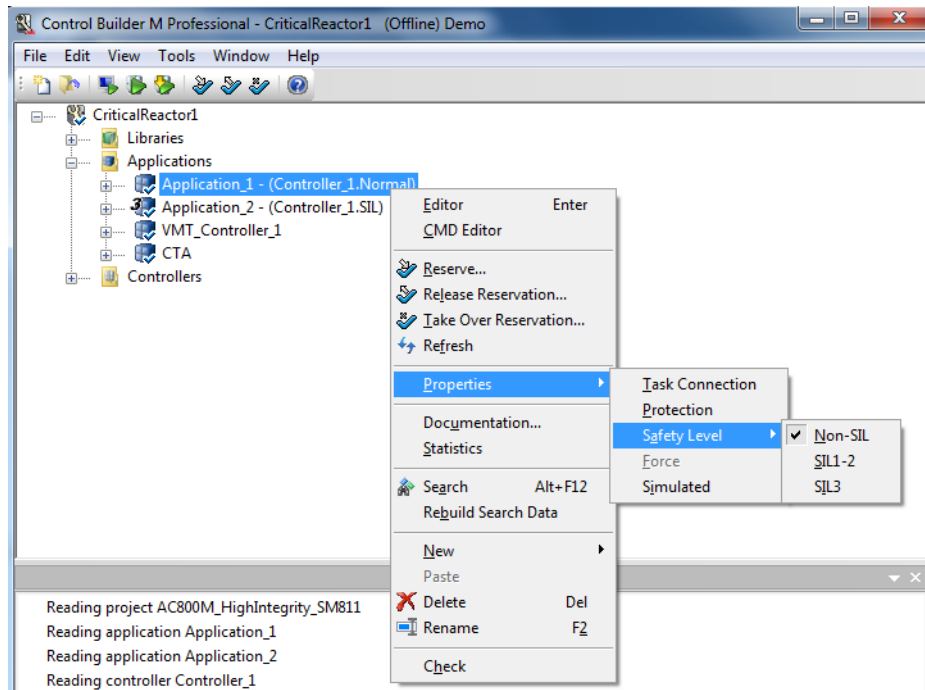 Control Builder M Professional - CriticalReactor1 (Offline) Demo
File Edit View Tools Window Help
CriticalReactor1
Libraries
Applications
Application_1 - (Controller_1.Normal)
3 Application_2 - (Controller_1.SIL)
VMT_Controller_1
CTA
Controllers
Editor Enter
CMD Editor
Reserve...
Release Reservation...
Take Over Reservation...
Refresh
Properties
Documentation...
Statistics
Search Alt+F12
Rebuild Search Data
New
Paste
Delete Del
Rename F2
Check
Task Connection
Protection
Safety Level
Force
Simulated
Non-SIL
SIL1-2
SIL3
Reading project AC800M_HighIntegrity_SM811
Reading application Application_1
Reading application Application_2
Reading controller Controller_1